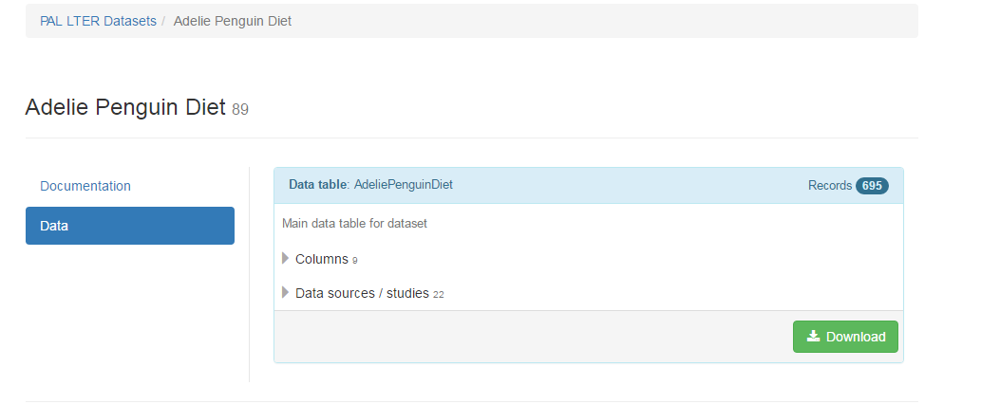 PAL LTER Datasets / Adelie Penguin Diet
Adelie Penguin Diet 89
Documentation
Data
Data table: AdeliePenguinDiet Records 695
Main data table for dataset
Columns 9
Data sources / studies 22
Download